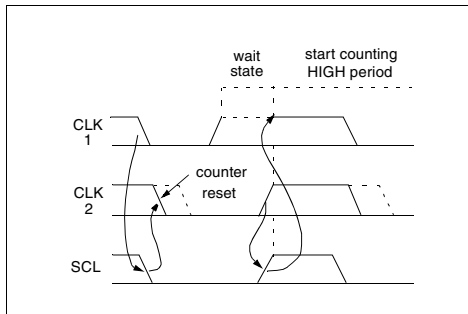 wait
state
start counting
HIGH period
CLK
1
counter
reset
CLK
2
SCL